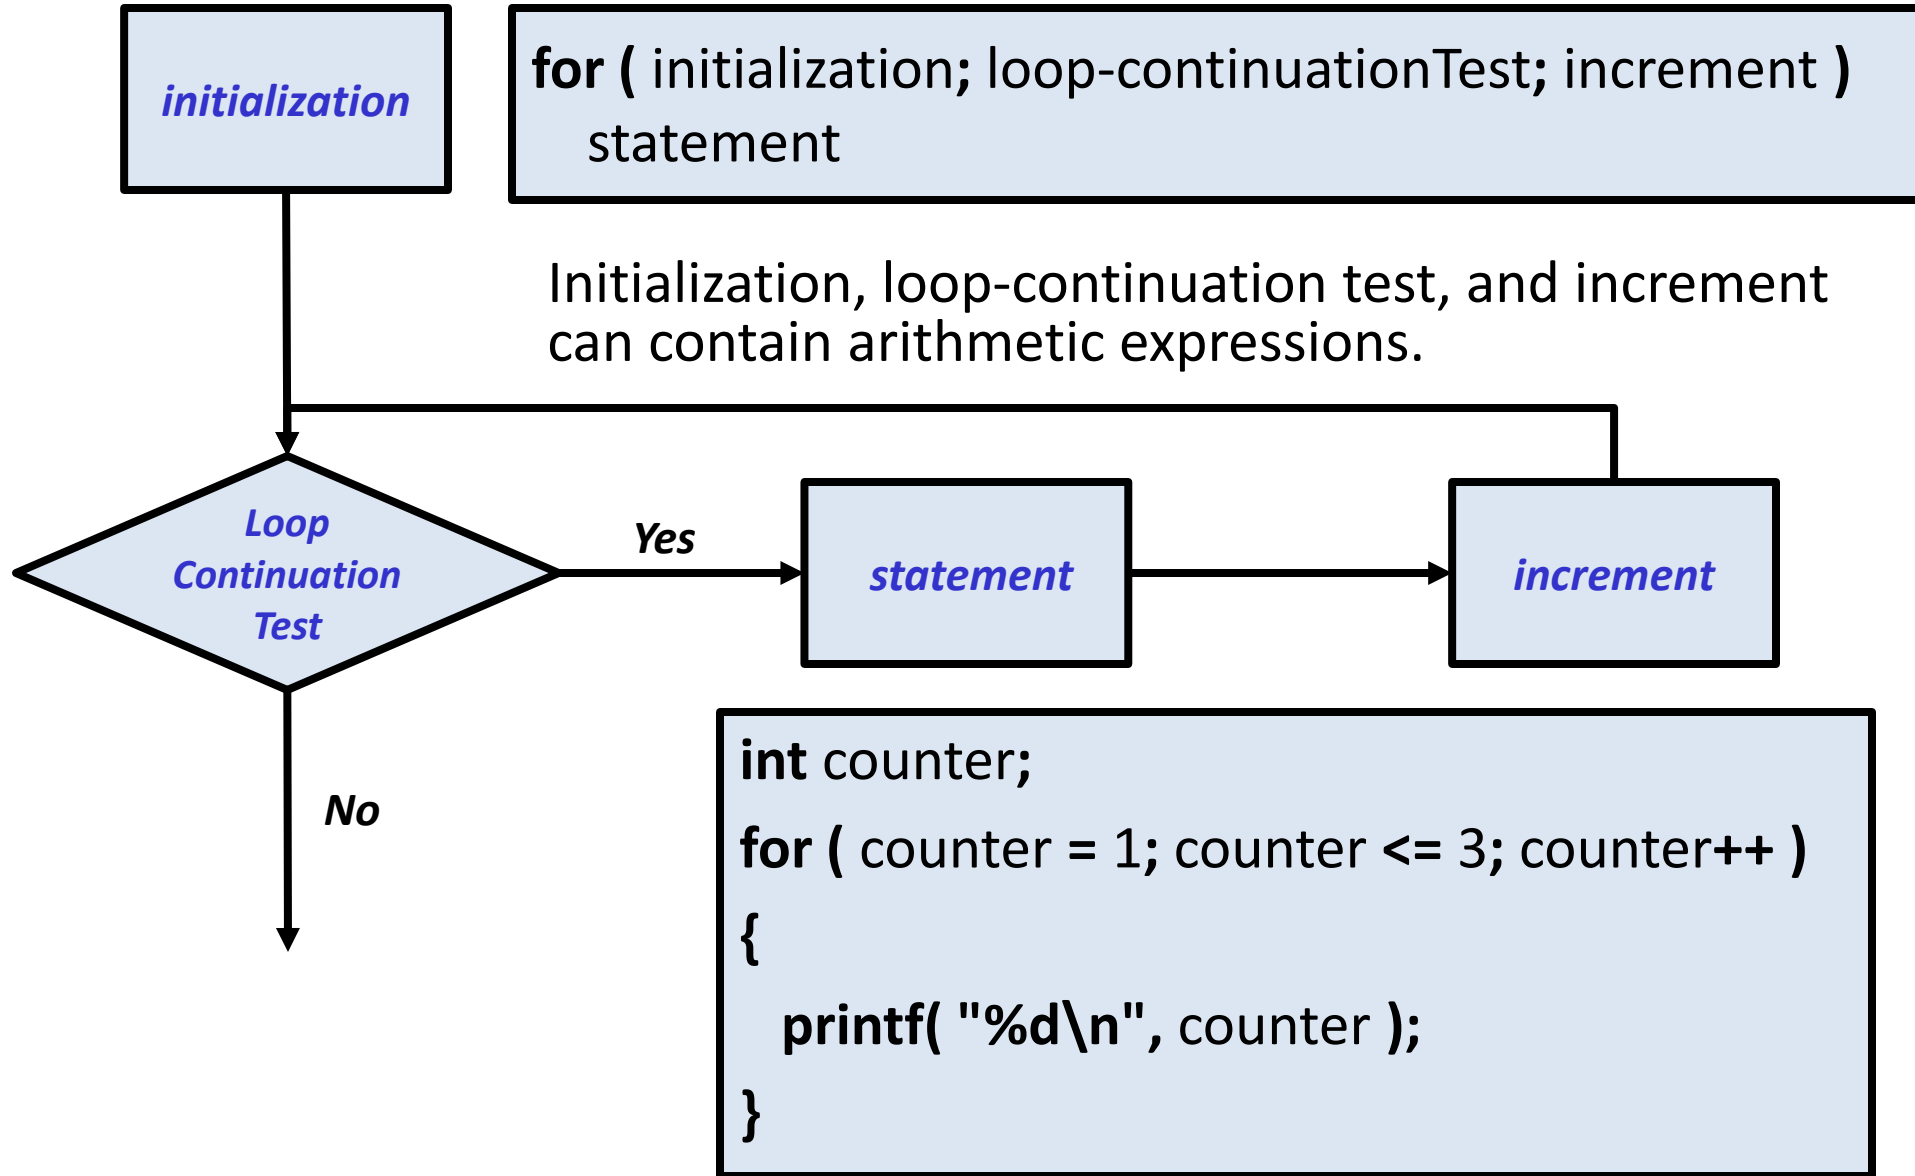 initialization
for ( initialization; loop-continuationTest; increment )
statement
Initialization, loop-continuation test, and increment
can contain arithmetic expressions.
Loop
Continuation
Test
Yes
statement
increment
No
int counter;
for ( counter = 1; counter <= 3; counter++ )
{
printf( "%d\n", counter );
}